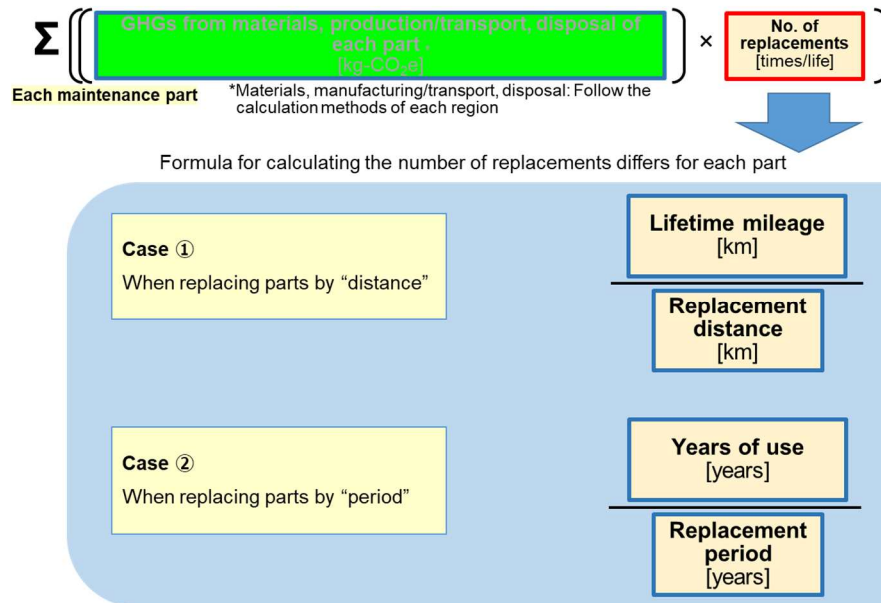 Σ ( ( GHGs from materials, production/transport, disposal of
each part *
[kg-CO₂e] ) × No. of
replacements
[times/life] )
Each maintenance part
*Materials, manufacturing/transport, disposal: Follow the
calculation methods of each region
Formula for calculating the number of replacements differs for each part
Case ①
When replacing parts by “distance”
Lifetime mileage
[km]
Replacement
distance
[km]
Case ②
When replacing parts by “period”
Years of use
[years]
Replacement
period
[years]